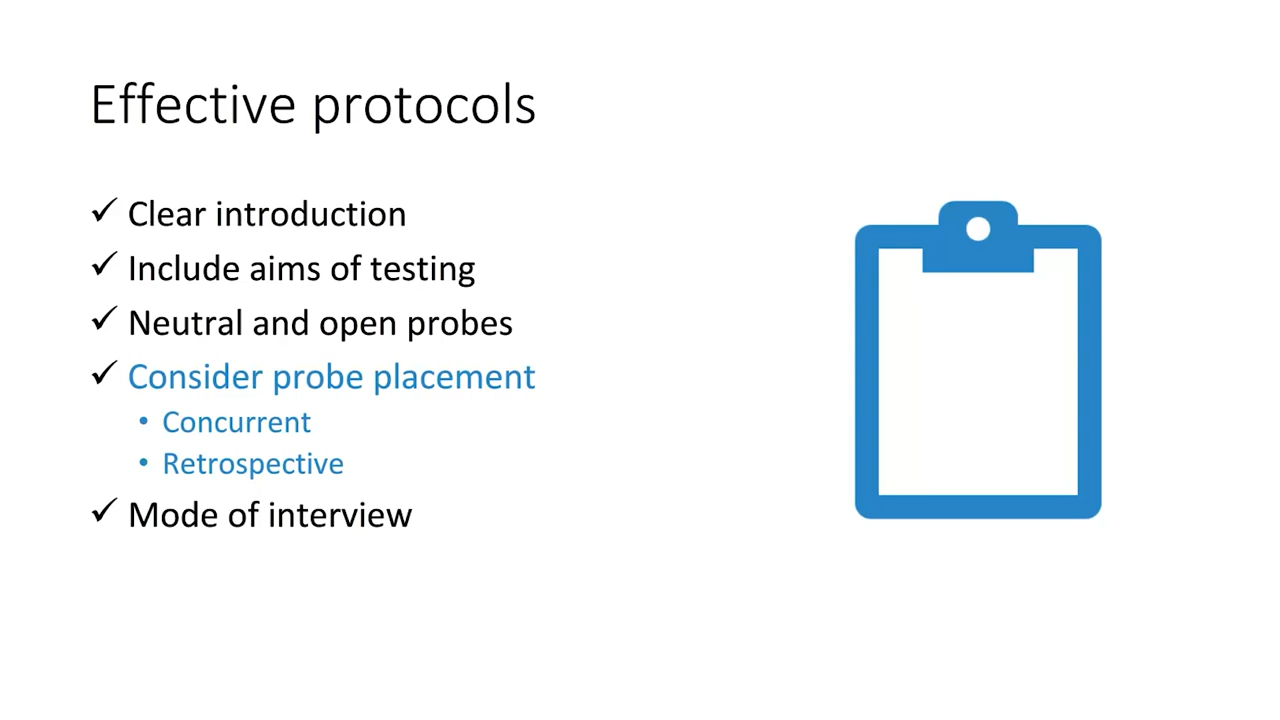 Effective protocols
✓ Clear introduction
✓ Include aims of testing
✓ Neutral and open probes
✓ Consider probe placement
• Concurrent
• Retrospective
✓ Mode of interview